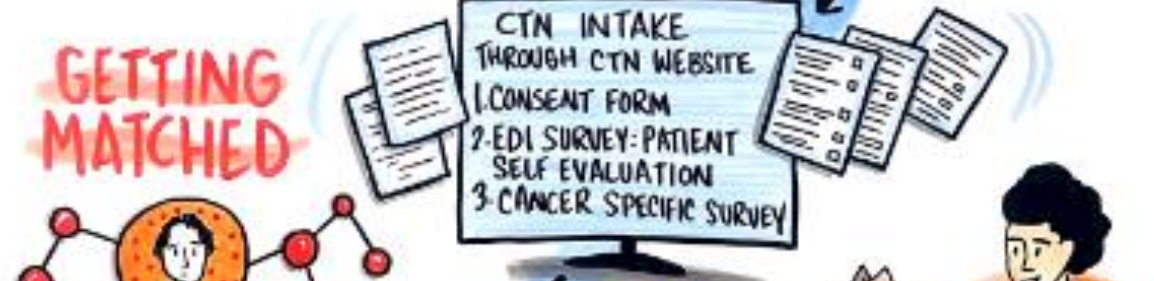 GETTING
MATCHED
CTN INTAKE
THROUGH CTN WEBSITE
1. CONSENT FORM
2. EDI SURVEY: PATIENT
SELF EVALUATION
3. CANCER SPECIFIC SURVEY